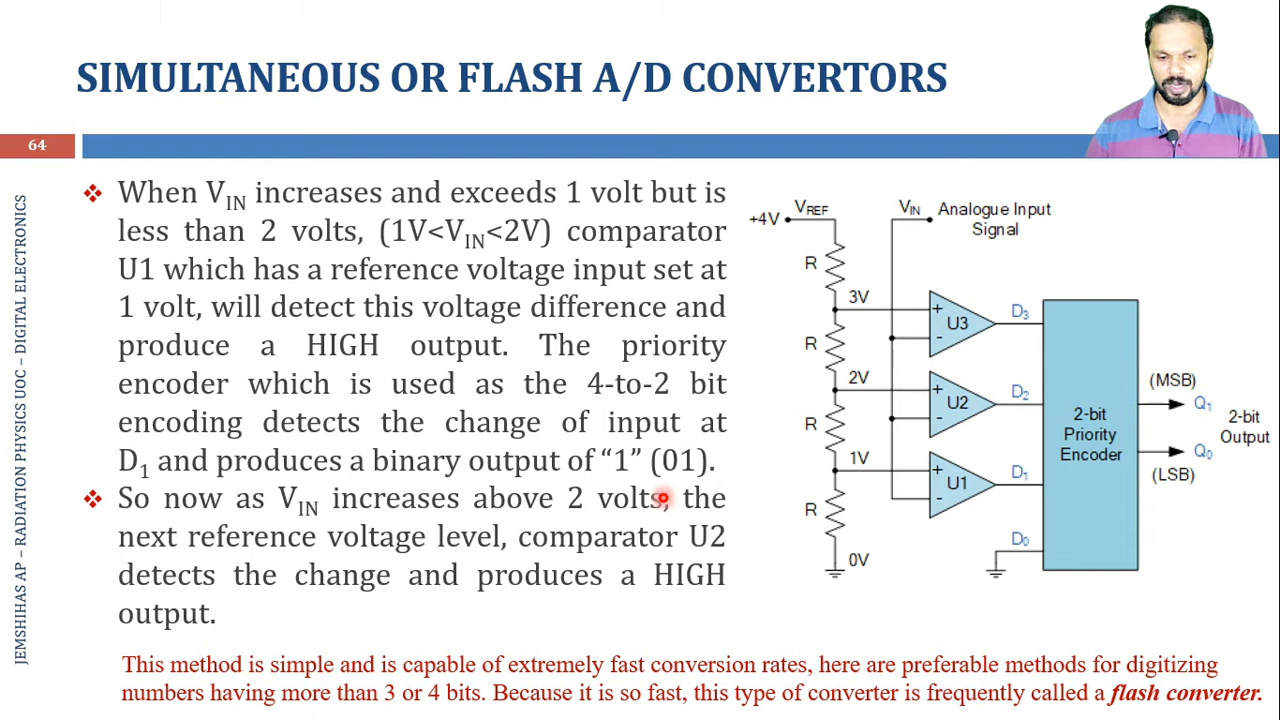 SIMULTANEOUS OR FLASH A/D CONVERTORS
64
JEMSHIHAS AP – RADIATION PHYSICS UOC – DIGITAL ELECTRONICS
❖ When VIN increases and exceeds 1 volt but is
less than 2 volts, (1V<VIN<2V) comparator
U1 which has a reference voltage input set at
1 volt, will detect this voltage difference and
produce a HIGH output. The priority
encoder which is used as the 4-to-2 bit
encoding detects the change of input at
D1 and produces a binary output of “1” (01).
❖ So now as VIN increases above 2 volts, the
next reference voltage level, comparator U2
detects the change and produces a HIGH
output.
+4V VREF VIN Analogue Input
Signal
R
3V + U3 - D3
R
2V + U2 - D2
R
1V + U1 - D1
R
0V D0
2-bit
Priority
Encoder
(MSB)
Q1
2-bit
Output
Q0
(LSB)
This method is simple and is capable of extremely fast conversion rates, here are preferable methods for digitizing
numbers having more than 3 or 4 bits. Because it is so fast, this type of converter is frequently called a flash converter.